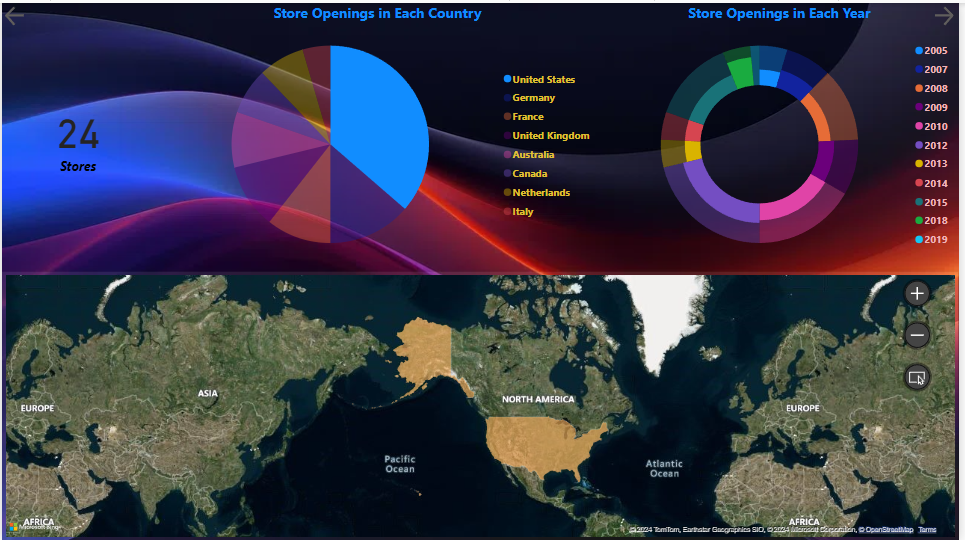 Store Openings in Each Country
Store Openings in Each Year
24
Stores
United States
Germany
France
United Kingdom
Australia
Canada
Netherlands
Italy
2005
2007
2008
2009
2010
2012
2013
2014
2015
2018
2019
EUROPE
ASIA
NORTH AMERICA
EUROPE
Pacific
Ocean
Atlantic
Ocean
AFRICA
AFRICA
Microsoft Bing
© 2024 TomTom, Earthstar Geographics SIO, © 2024 Microsoft Corporation, © OpenStreetMap Terms